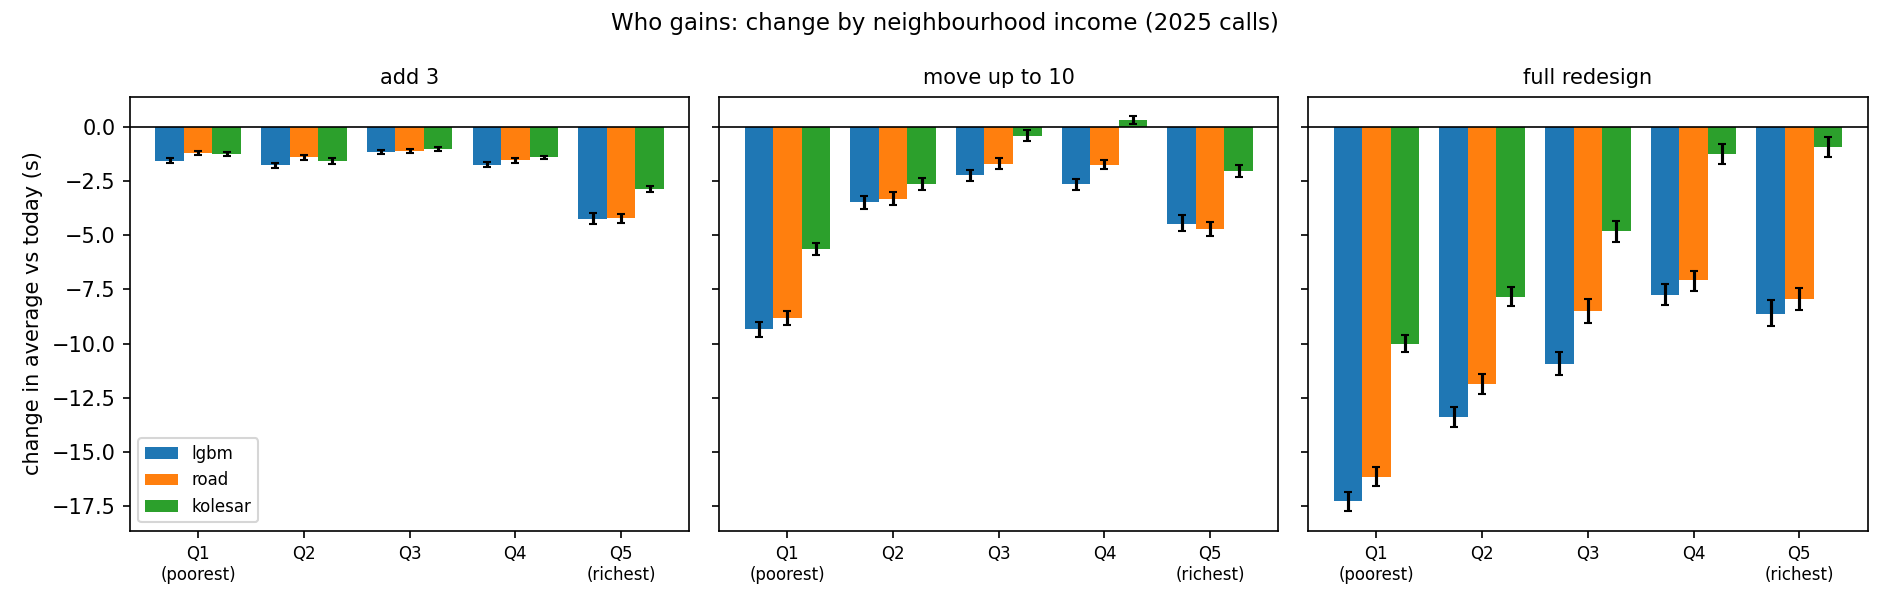 Who gains: change by neighbourhood income (2025 calls)
add 3
move up to 10
full redesign
change in average vs today (s)
0.0
−2.5
−5.0
−7.5
−10.0
−12.5
−15.0
−17.5
lgbm
road
kolesar
Q1 Q2 Q3 Q4 Q5
(poorest) (richest)
Q1 Q2 Q3 Q4 Q5
(poorest) (richest)
Q1 Q2 Q3 Q4 Q5
(poorest) (richest)